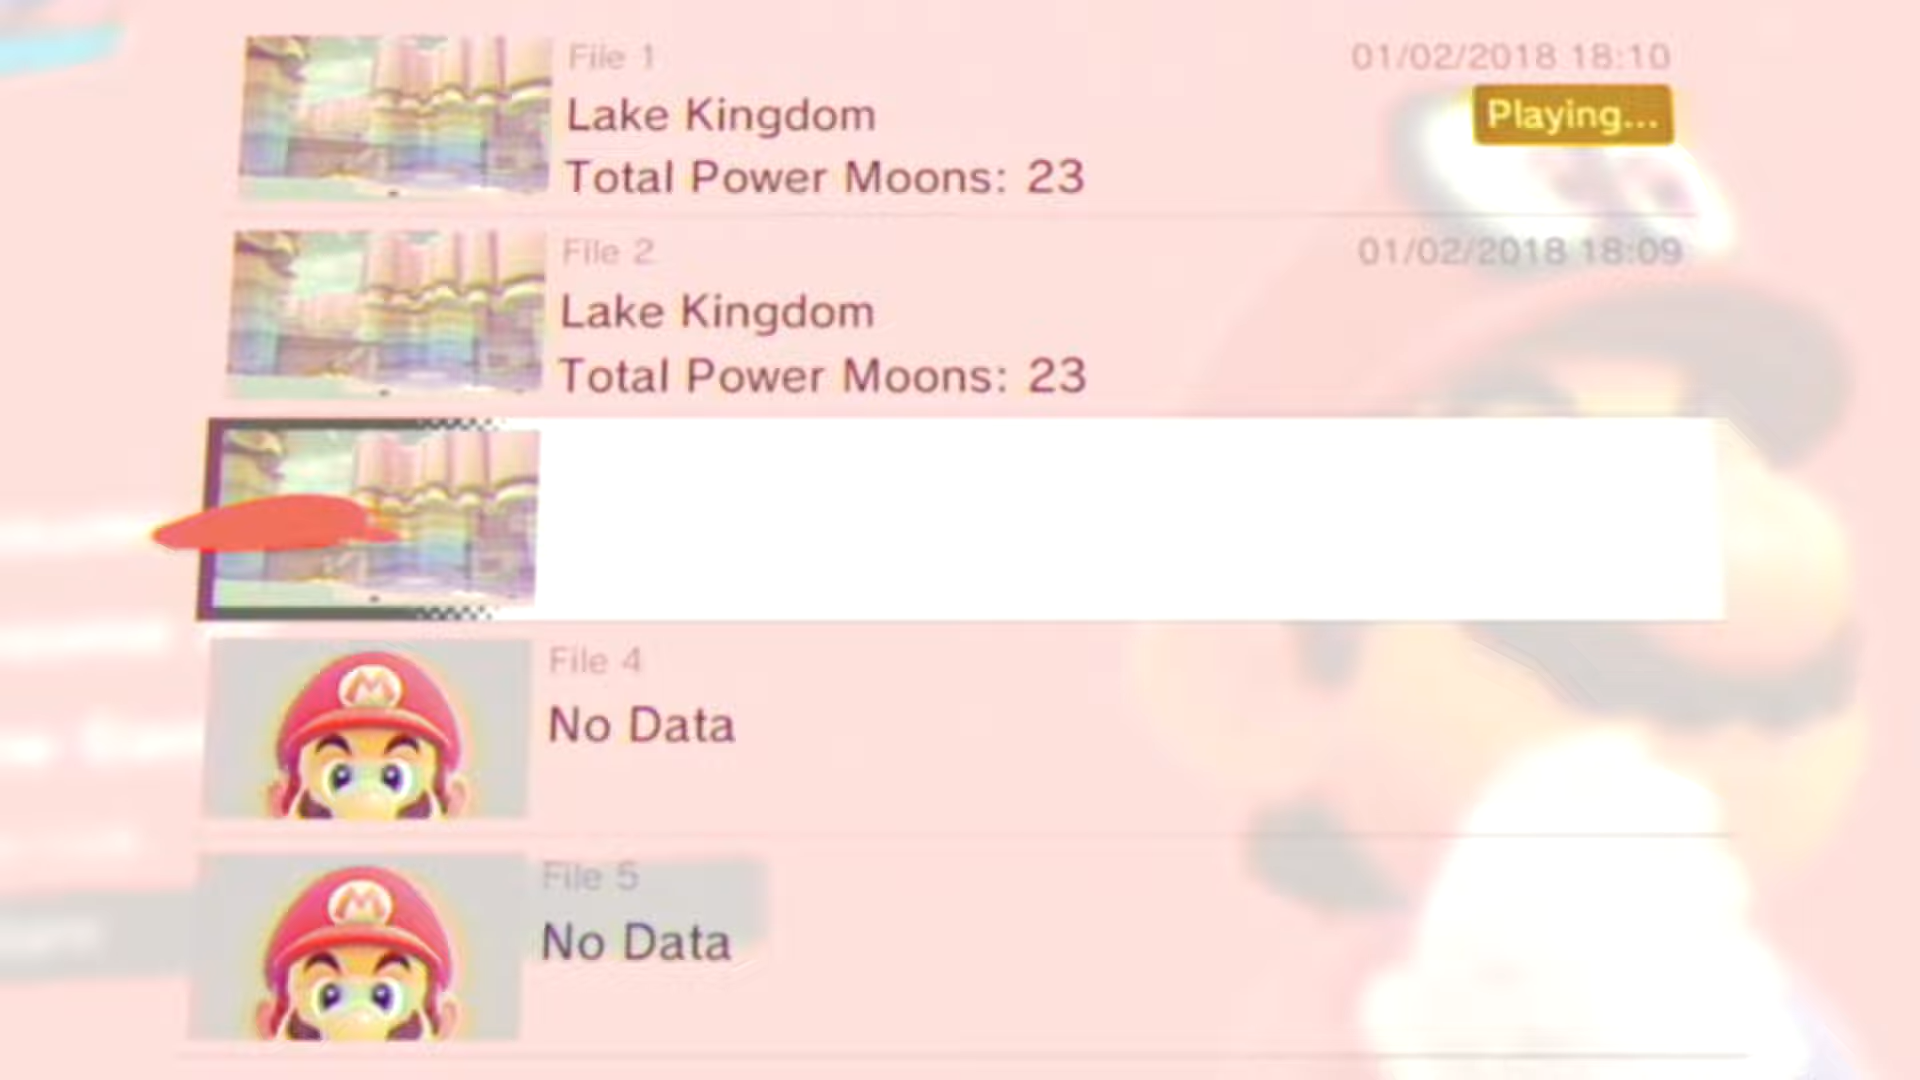 File 1
01/02/2018 18:10
Lake Kingdom
Playing...
Total Power Moons: 23
File 2
01/02/2018 18:09
Lake Kingdom
Total Power Moons: 23
File 4
No Data
File 5
No Data